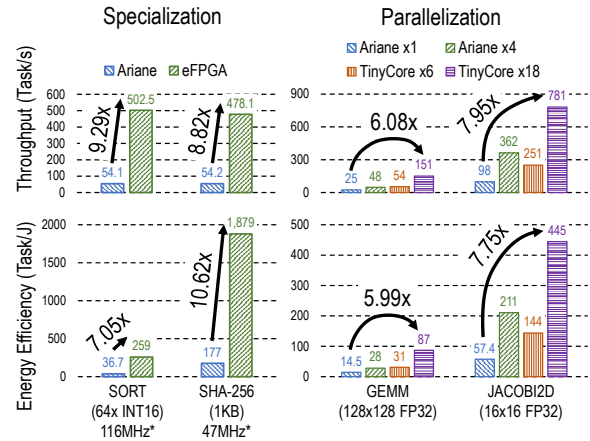 Specialization
Parallelization
Ariane eFPGA
Ariane x1 Ariane x4
TinyCore x6 TinyCore x18
Throughput (Task/s)
600
500
400
300
200
100
0
54.1
502.5
9.29x
54.2
478.1
8.82x
900
600
300
0
25
48
54
151
6.08x
98
362
251
781
7.95x
Energy Efficiency (Task/J)
2000
1500
1000
500
0
36.7
259
7.05x
177
1,879
10.62x
500
400
300
200
100
0
14.5
28
31
87
5.99x
57.4
211
144
445
7.75x
SORT
(64x INT16)
116MHz*
SHA-256
(1KB)
47MHz*
GEMM
(128x128 FP32)
JACOBI2D
(16x16 FP32)